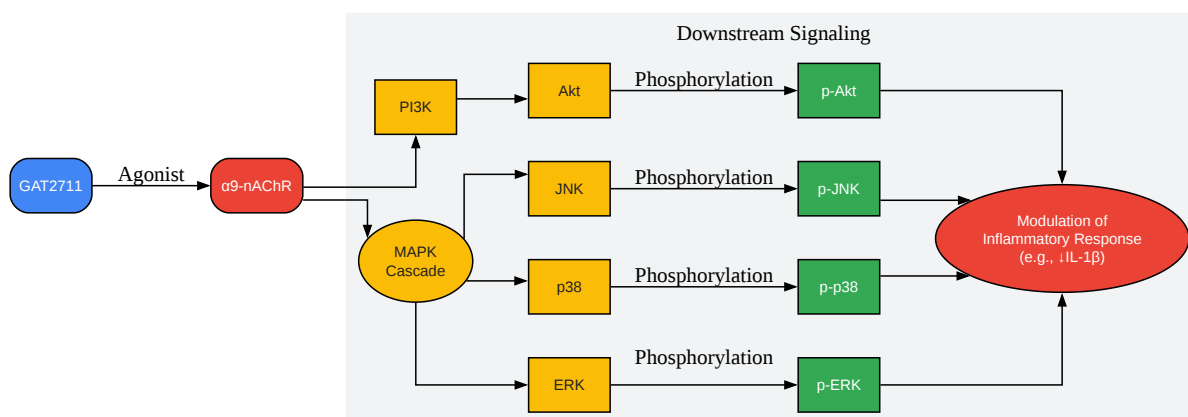 Downstream Signaling
GAT2711
Agonist
α9-nAChR
PI3K
Akt
Phosphorylation
p-Akt
MAPK
Cascade
JNK
Phosphorylation
p-JNK
p38
Phosphorylation
p-p38
ERK
Phosphorylation
p-ERK
Modulation of
Inflammatory Response
(e.g., ↓IL-1β)